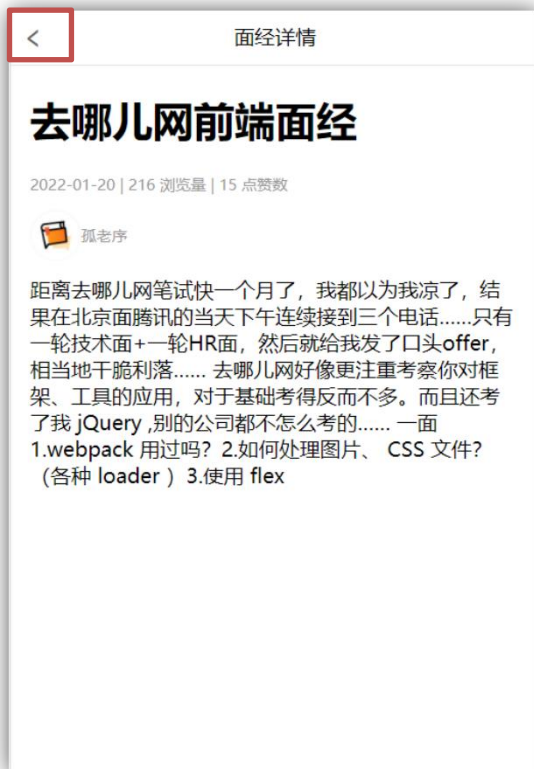 面经详情
去哪儿网前端面经
2022-01-20 | 216 浏览量 | 15 点赞数
孤老序
距离去哪儿网笔试快一个月了，我都以为我凉了，结
果在北京面腾讯的当天下午连续接到三个电话......只有
一轮技术面+一轮HR面，然后就给我发了口头offer，
相当地干脆利落...... 去哪儿网好像更注重考察你对框
架、工具的应用，对于基础考得反而不多。而且还考
了我 jQuery ,别的公司都不怎么考的...... 一面
1.webpack 用过吗？2.如何处理图片、 CSS 文件？
（各种 loader ）3.使用 flex